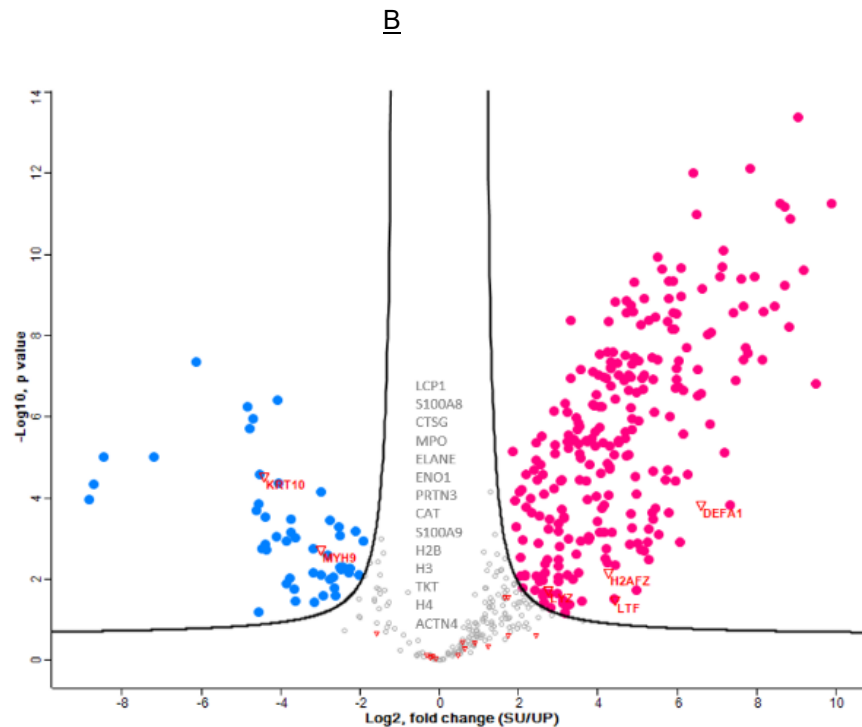 B
14
12
10
8
6
4
2
0
-Log10, p value
LCP1
S100A8
CTSG
MPO
ELANE
ENO1
PRTN3
CAT
S100A9
H2B
H3
TKT
H4
ACTN4
KRT10
MYH9
DEFA1
H2AFZ
LTF
-8
-6
-4
-2
0
2
4
6
8
10
Log2, fold change (SU/UP)